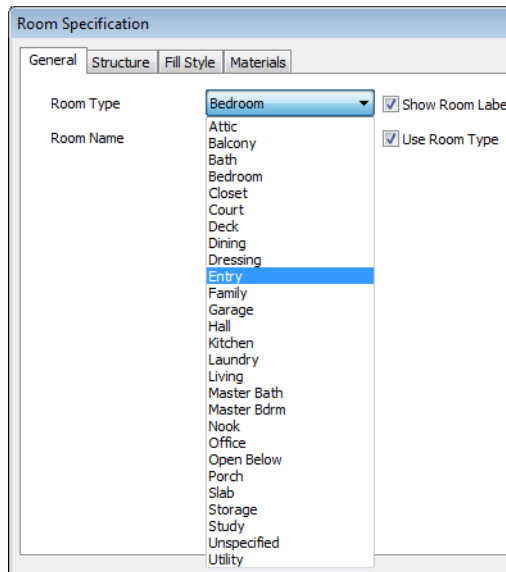 Room Specification
General Structure Fill Style Materials
Room Type Bedroom Show Room Labe
Room Name Use Room Type
Attic
Balcony
Bath
Bedroom
Closet
Court
Deck
Dining
Dressing
Entry
Family
Garage
Hall
Kitchen
Laundry
Living
Master Bath
Master Bdrm
Nook
Office
Open Below
Porch
Slab
Storage
Study
Unspecified
Utility